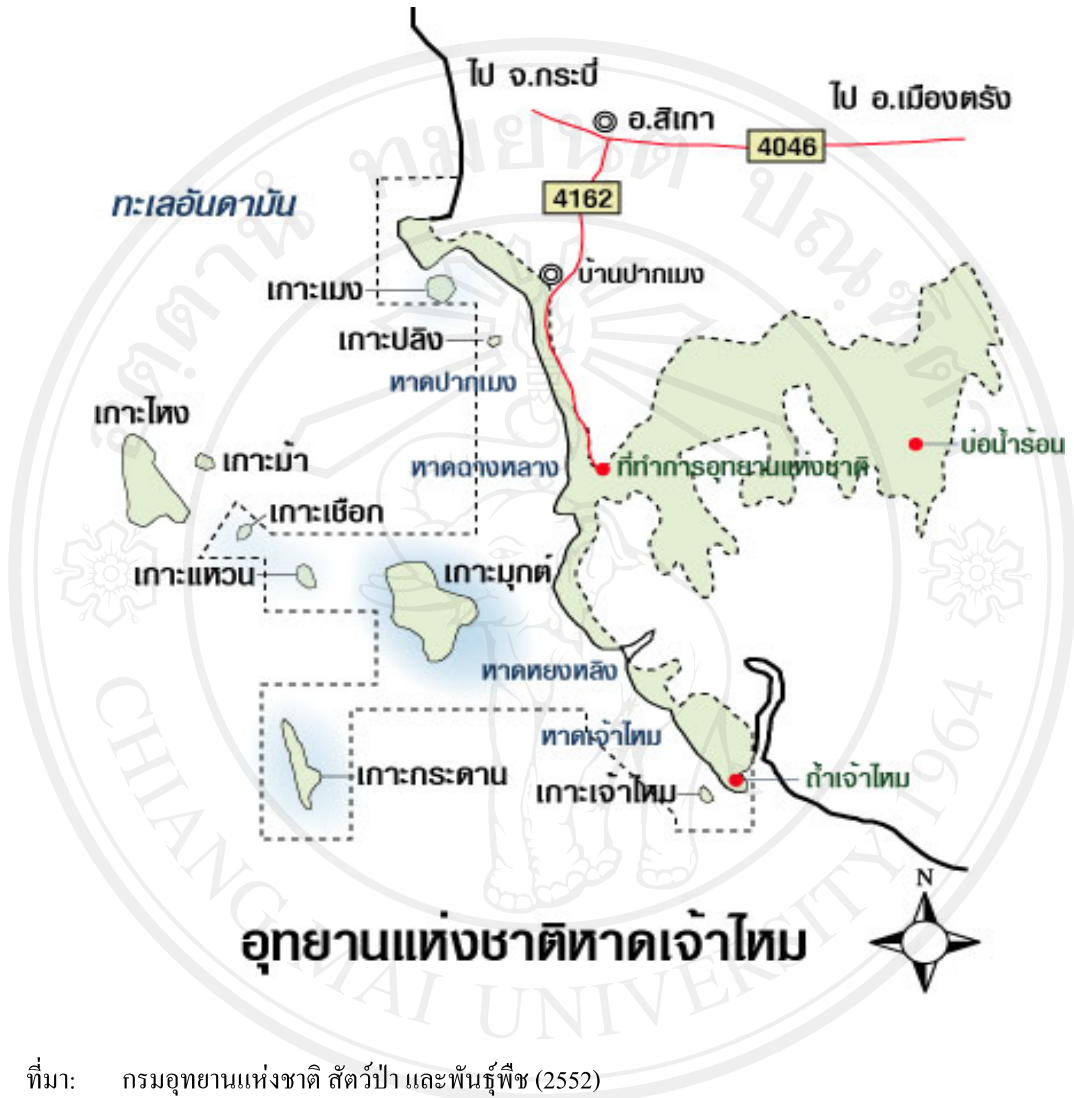 ไป จ.กระบี่
ไป อ.เมืองตรัง
อ.สิเกา
4046
4162
ทะเลอันดามัน
บ้านปากเมง
เกาะเมง
เกาะปลิง
หาดปากเมง
เกาะไหง
เกาะม้า
หาดฉางหลาง
ที่ทำการอุทยานแห่งชาติ
บ่อน้ำร้อน
เกาะเชือก
เกาะแหวน
เกาะมุกต์
หาดหยงหลิง
หาดเจ้าไหม
เกาะกระดาน
เกาะเจ้าไหม
ถ้ำเจ้าไหม
N
อุทยานแห่งชาติหาดเจ้าไหม
CHIANG MAI UNIVERSITY 1964
ที่มา: กรมอุทยานแห่งชาติ สัตว์ป่า และพันธุ์พืช (2552)